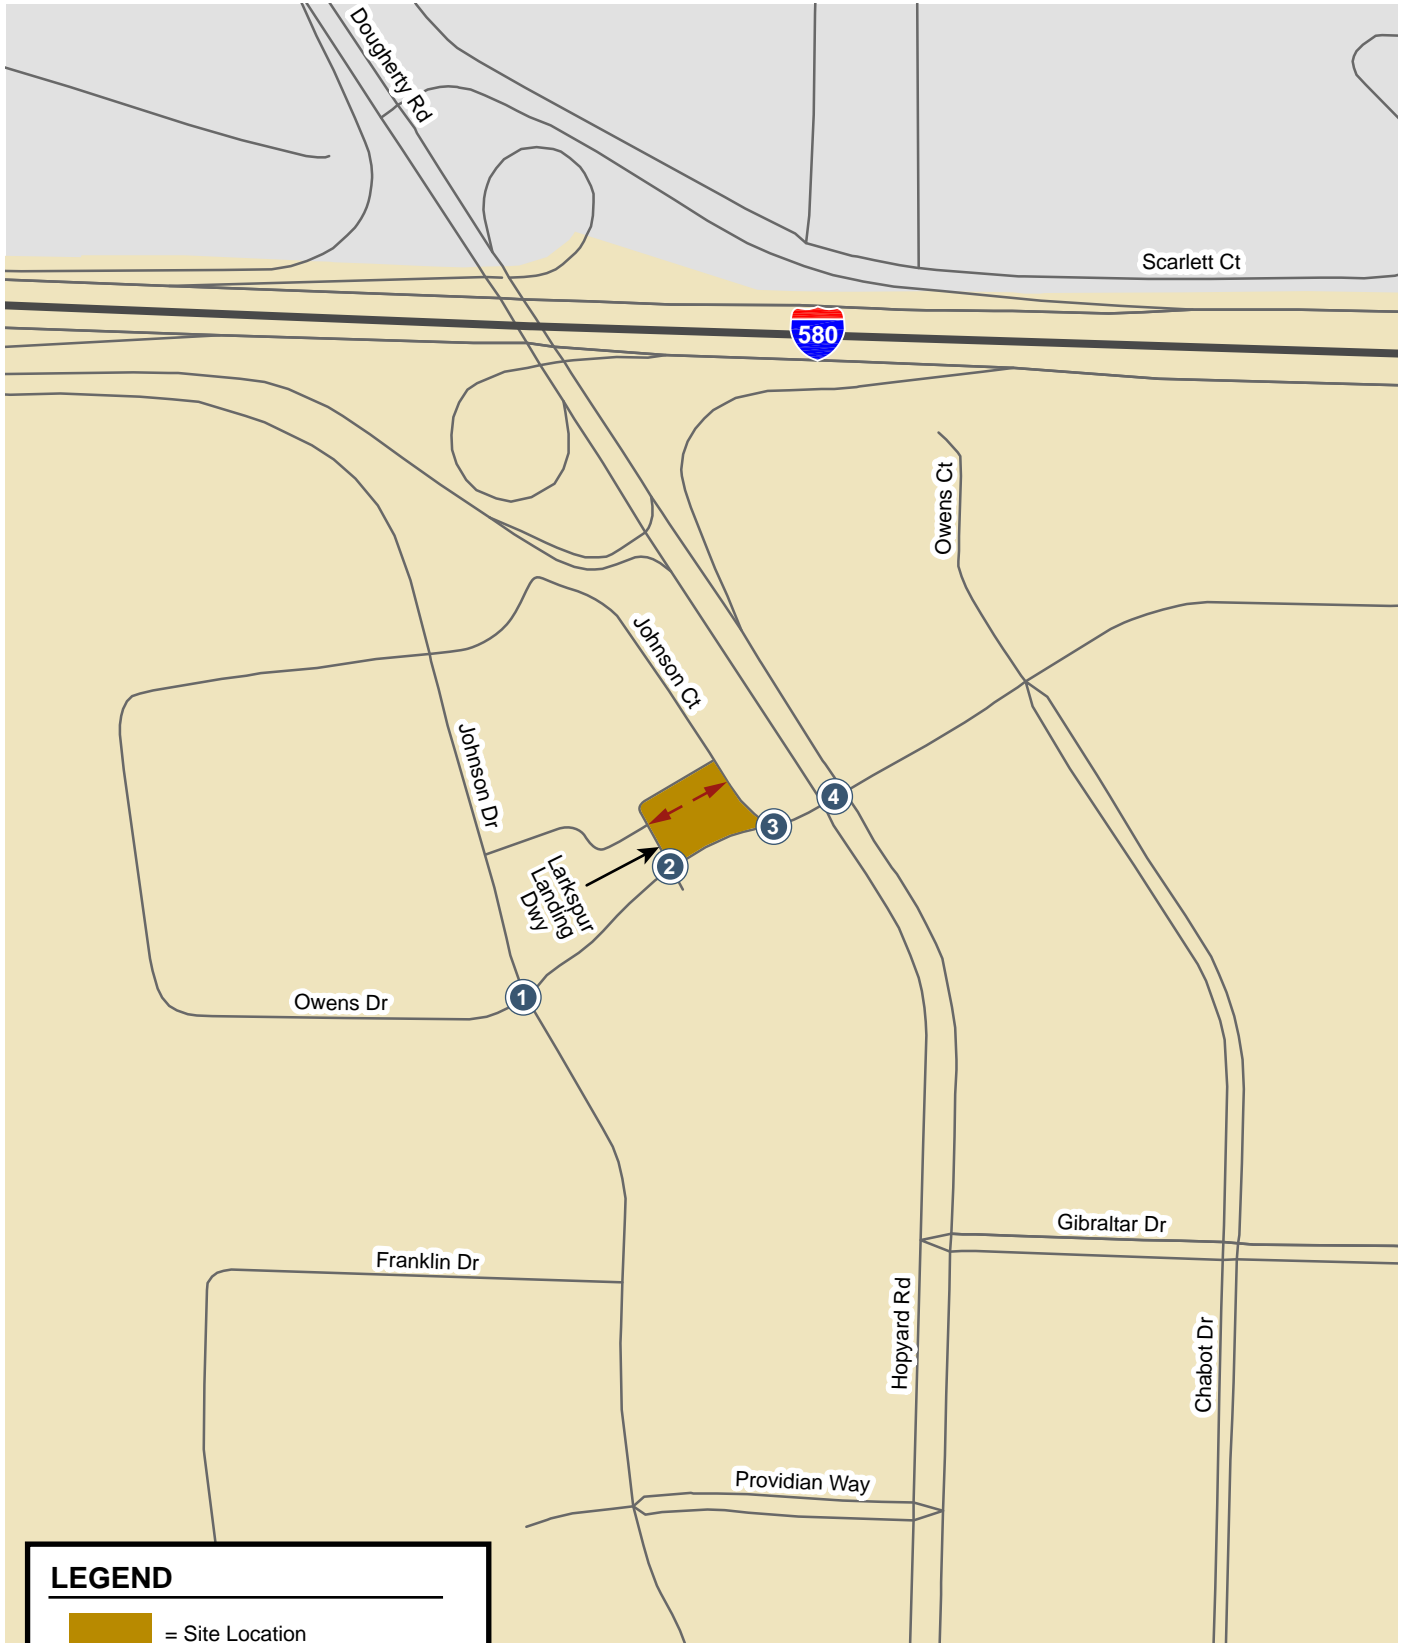 Dougherty Rd
Scarlett Ct
580
Owens Ct
Johnson Ct
Johnson Dr
4
3
2
Larkspur
Landing
Dwy
1
Owens Dr
Gibraltar Dr
Franklin Dr
Hopyard Rd
Chabot Dr
Providian Way
LEGEND
= Site Location